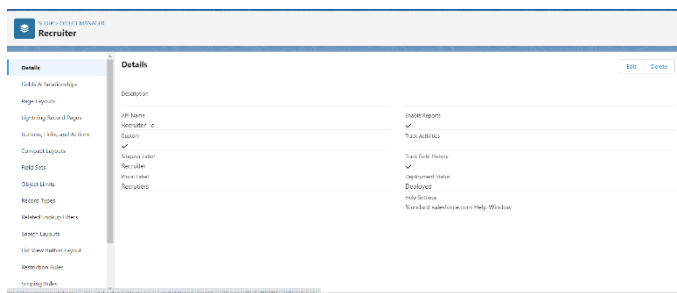 SETUP > OBJECT MANAGER
Recruiter
Details
Fields & Relationships
Page Layouts
Lightning Record Pages
Buttons, Links, and Actions
Compact Layouts
Field Sets
Object Limits
Record Types
Related Lookup Filters
Search Layouts
List View Button Layout
Restriction Rules
Scoping Rules
Details
Edit
Delete
Description
API Name
Recruiter__c
Custom
Singular Label
Recruiter
Plural Label
Recruiters
Enable Reports
Track Activities
Track Field History
Deployment Status
Deployed
Help Settings
Standard salesforce.com Help Window